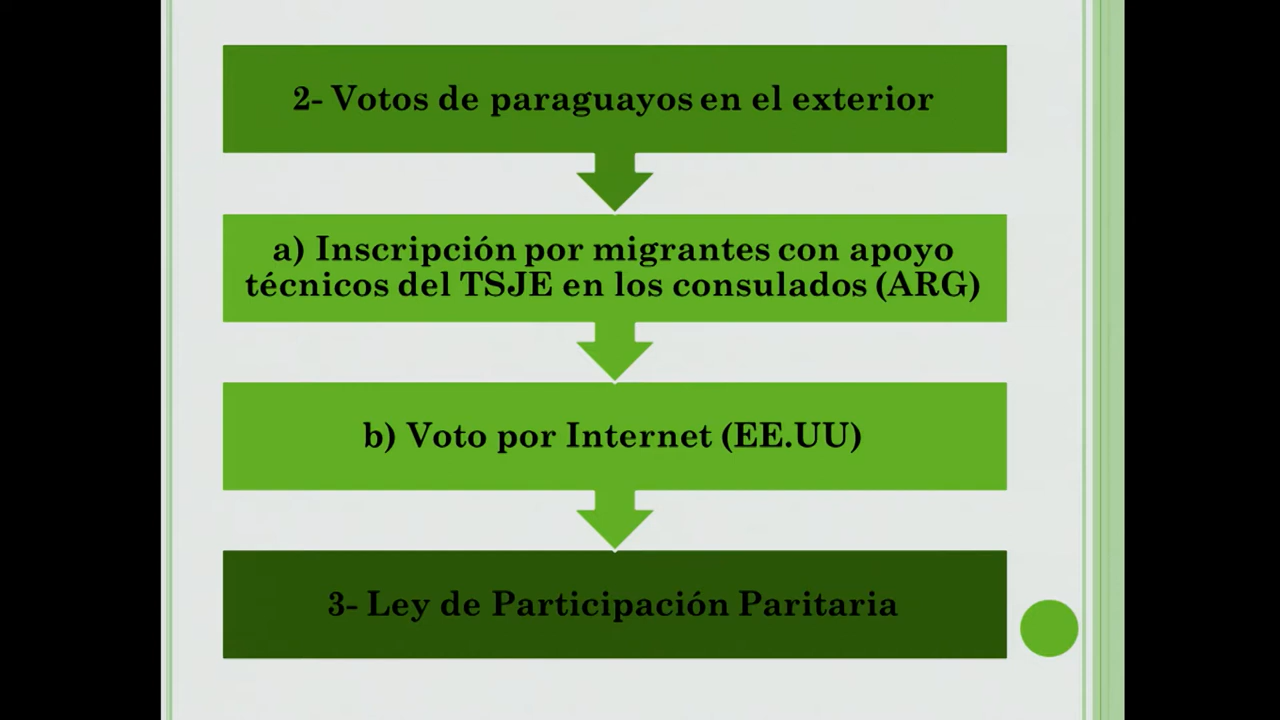 2- Votos de paraguayos en el exterior
a) Inscripción por migrantes con apoyo
técnicos del TSJE en los consulados (ARG)
b) Voto por Internet (EE.UU)
3- Ley de Participación Paritaria